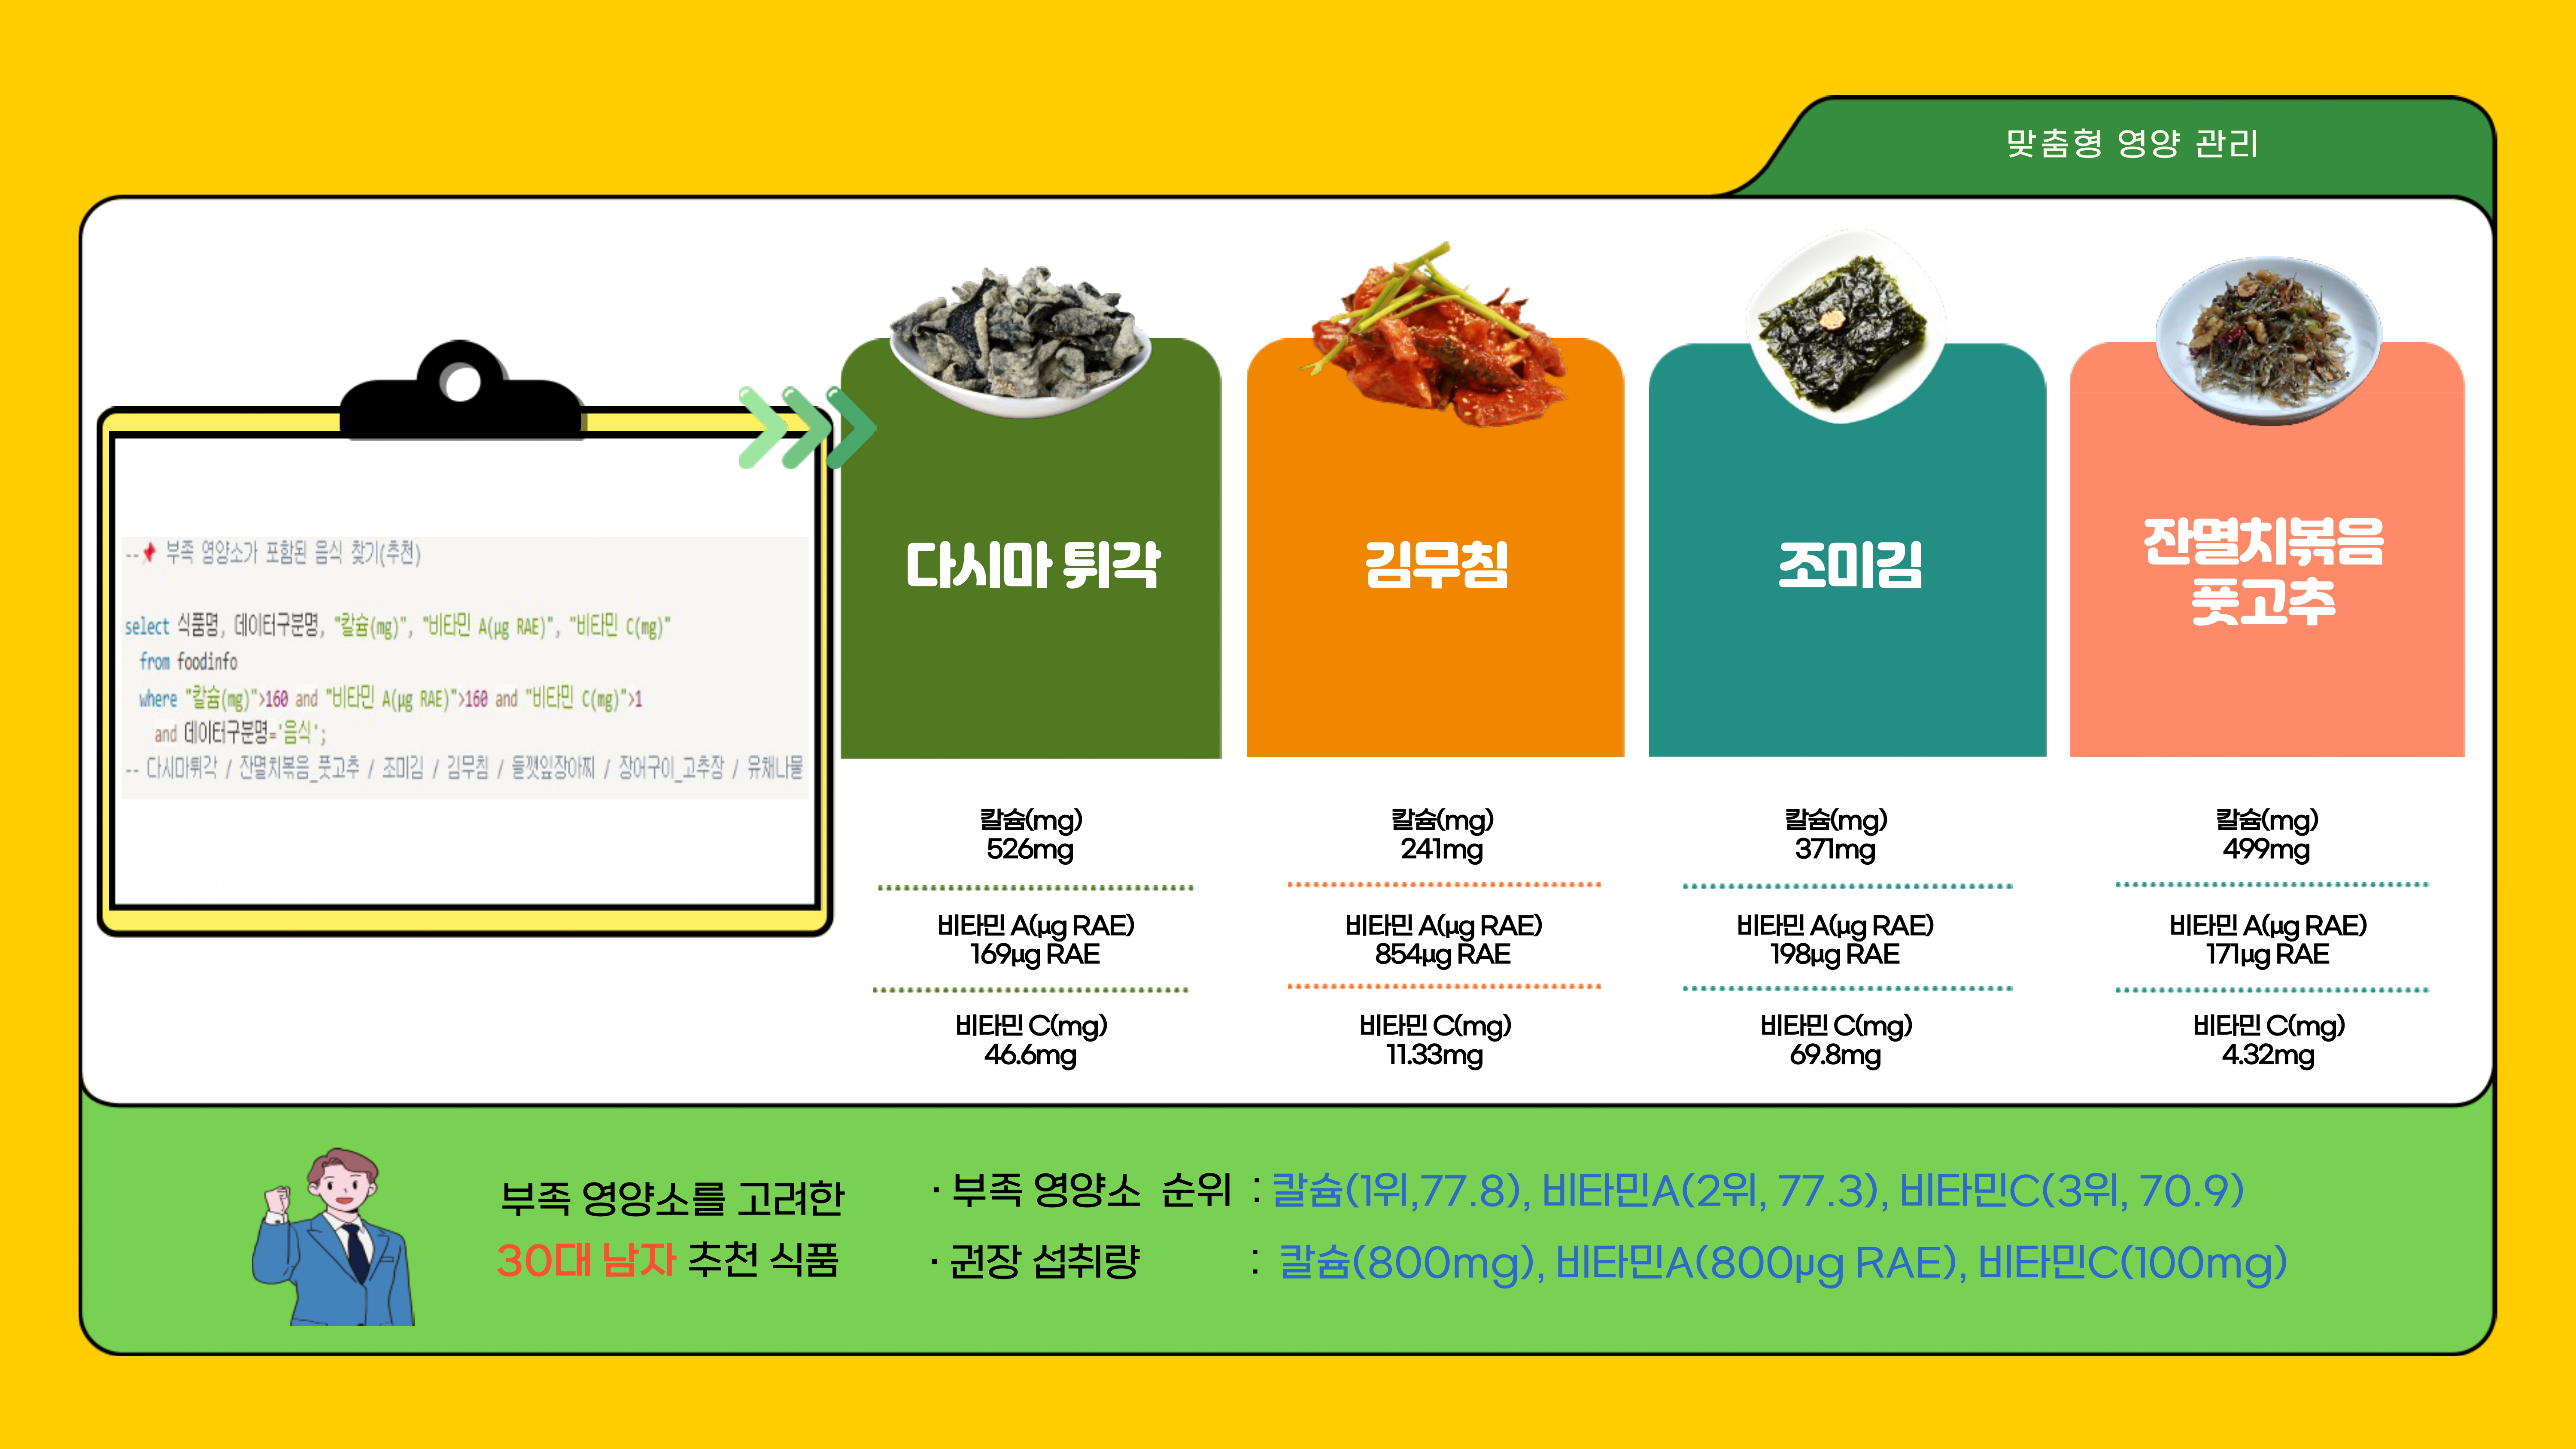 맞춤형 영양 관리
--📌 부족 영양소가 포함된 음식 찾기(추천)
select 식품명, 데이터구분명, "칼슘(mg)", "비타민 A(μg RAE)", "비타민 C(mg)"
from foodinfo
where "칼슘(mg)">160 and "비타민 A(μg RAE)">160 and "비타민 C(mg)">1
and 데이터구분명='음식';
-- 다시마튀각 / 잔멸치볶음_풋고추 / 조미김 / 김무침 / 들깻잎장아찌 / 장어구이_고추장 / 유채나물
다시마 튀각
칼슘(mg)
526mg
비타민 A(μg RAE)
169μg RAE
비타민 C(mg)
46.6mg
김무침
칼슘(mg)
241mg
비타민 A(μg RAE)
854μg RAE
비타민 C(mg)
11.33mg
조미김
칼슘(mg)
371mg
비타민 A(μg RAE)
198μg RAE
비타민 C(mg)
69.8mg
잔멸치볶음
풋고추
칼슘(mg)
499mg
비타민 A(μg RAE)
171μg RAE
비타민 C(mg)
4.32mg
부족 영양소를 고려한
30대 남자 추천 식품
· 부족 영양소 순위 : 칼슘(1위,77.8), 비타민A(2위, 77.3), 비타민C(3위, 70.9)
· 권장 섭취량 : 칼슘(800mg), 비타민A(800μg RAE), 비타민C(100mg)